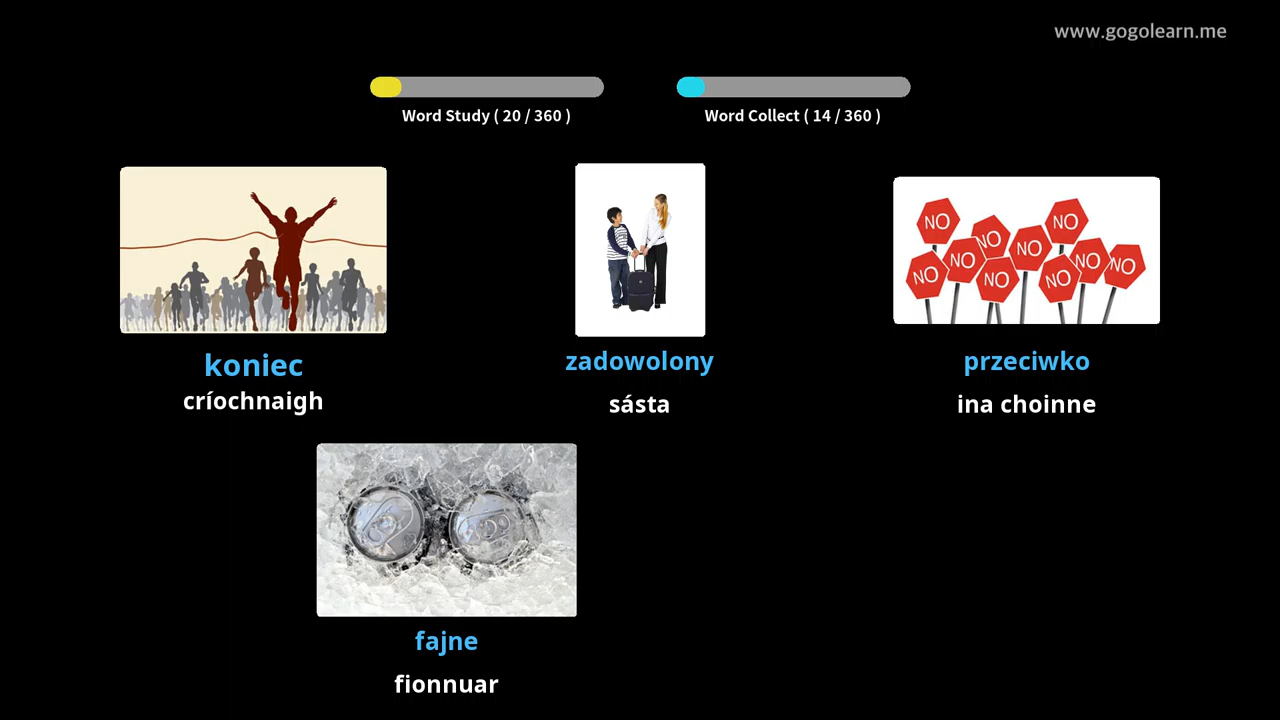 www.gogolearn.me
Word Study ( 20 / 360 )
Word Collect ( 14 / 360 )
NO
NO
NO
NO
NO
NO
NO
NO
NO
NO
koniec
críochnaigh
zadowolony
sásta
przeciwko
ina choinne
fajne
fionnuar